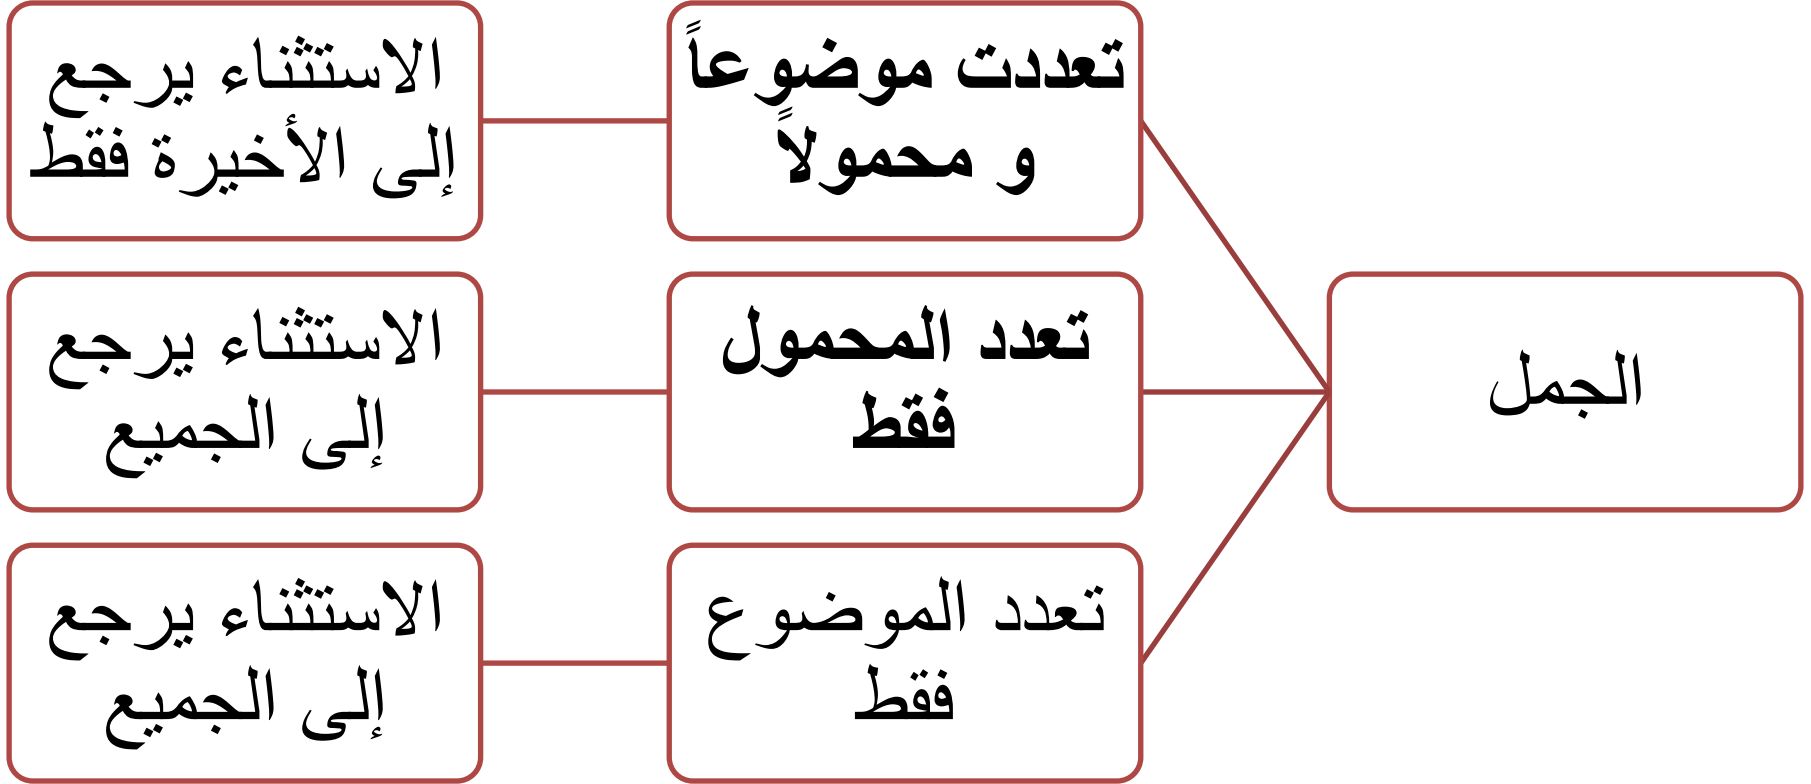 الجمل
تعددت موضوعاً
و محمولاً
الاستثناء يرجع
إلى الأخيرة فقط
تعدد المحمول
فقط
الاستثناء يرجع
إلى الجميع
تعدد الموضوع
فقط
الاستثناء يرجع
إلى الجميع